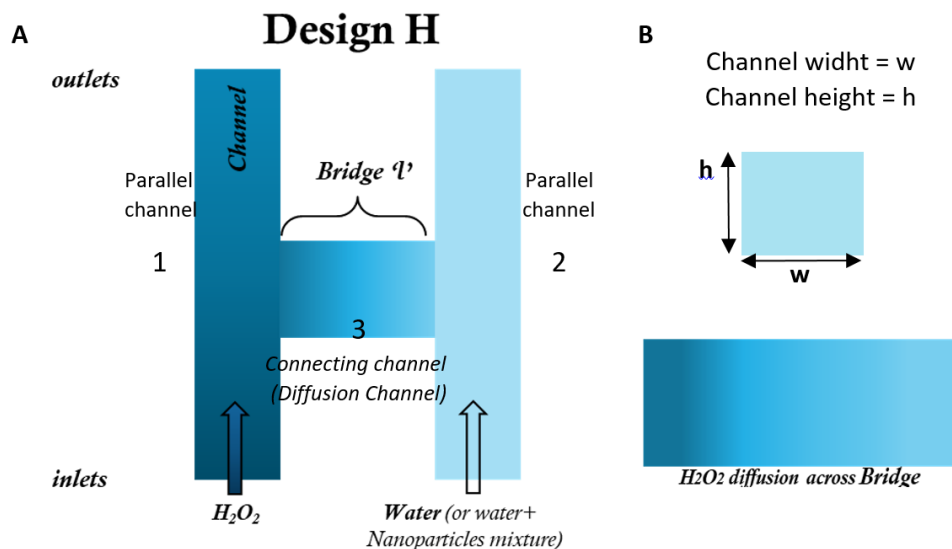 A
Design H
B
outlets
Channel
Parallel
channel
1
Bridge ‘l’
Parallel
channel
2
3
Connecting channel
(Diffusion Channel)
inlets
H2O2
Water (or water+
Nanoparticles mixture)
Channel widht = w
Channel height = h
h
w
H2O2 diffusion across Bridge